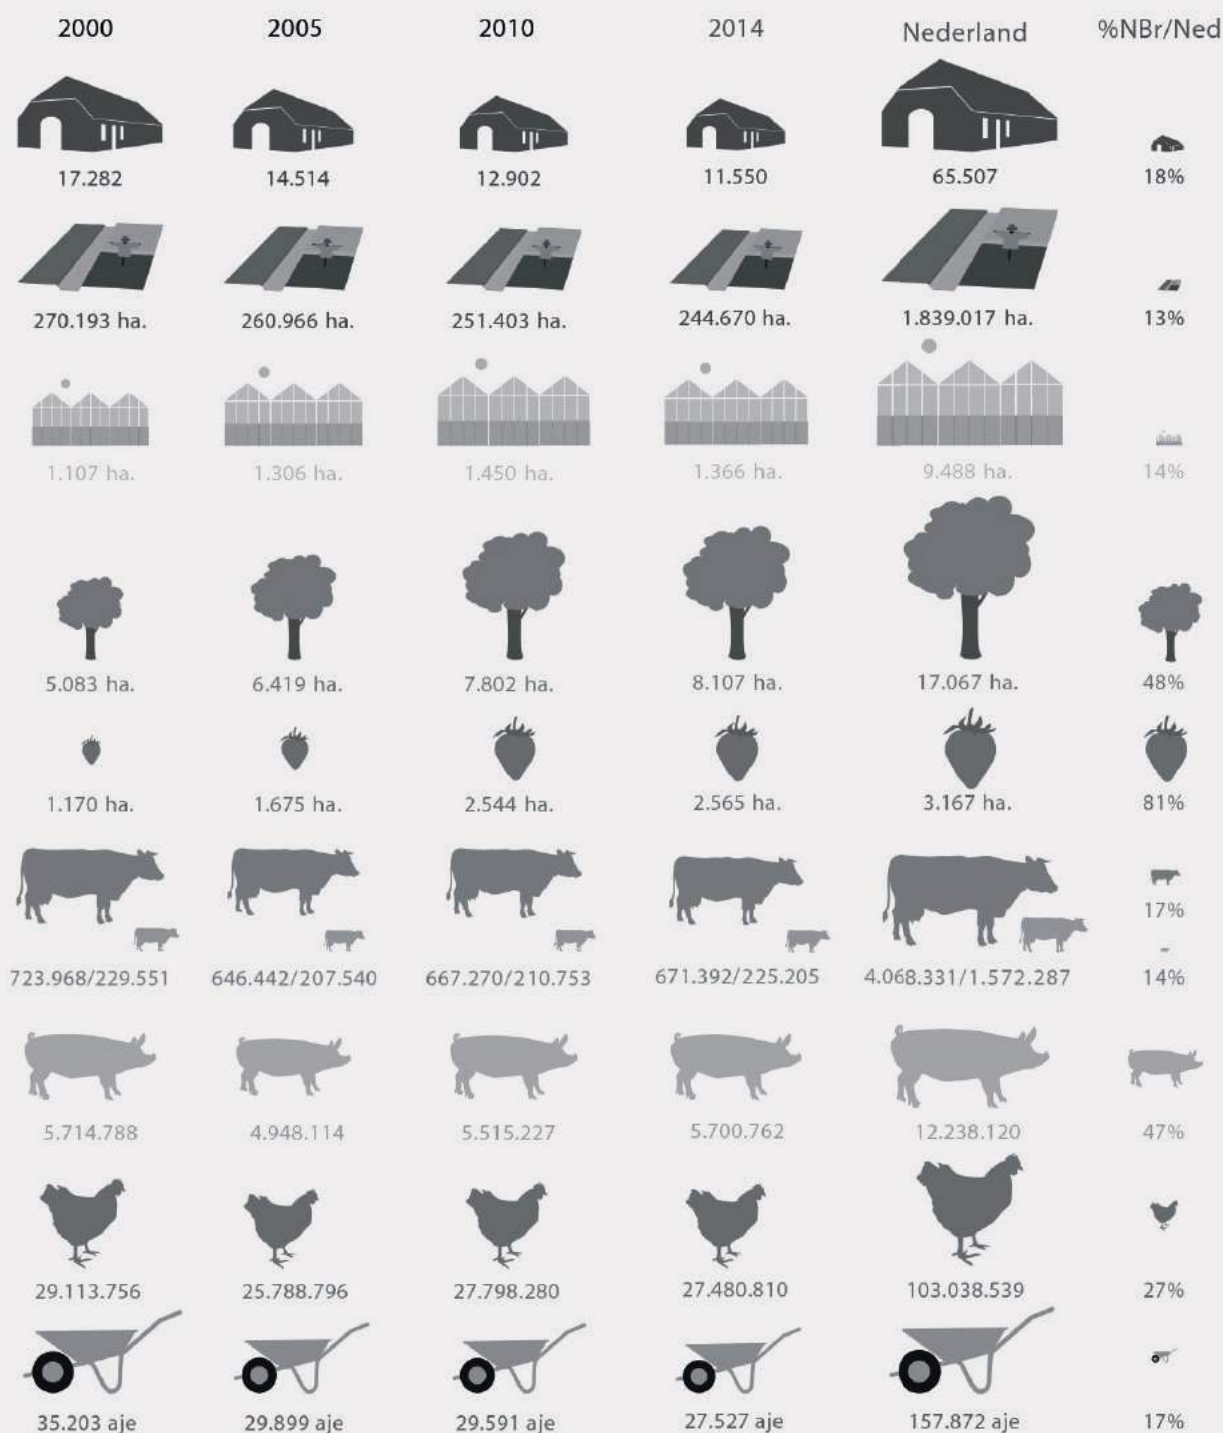 2000 2005 2010 2014 Nederland %NBr/Ned
17.282 14.514 12.902 11.550 65.507 18%
270.193 ha. 260.966 ha. 251.403 ha. 244.670 ha. 1.839.017 ha. 13%
1.107 ha. 1.306 ha. 1.450 ha. 1.366 ha. 9.488 ha. 14%
5.083 ha. 6.419 ha. 7.802 ha. 8.107 ha. 17.067 ha. 48%
1.170 ha. 1.675 ha. 2.544 ha. 2.565 ha. 3.167 ha. 81%
17%
723.968/229.551 646.442/207.540 667.270/210.753 671.392/225.205 4.068.331/1.572.287 14%
5.714.788 4.948.114 5.515.227 5.700.762 12.238.120 47%
29.113.756 25.788.796 27.798.280 27.480.810 103.038.539 27%
35.203 aje 29.899 aje 29.591 aje 27.527 aje 157.872 aje 17%